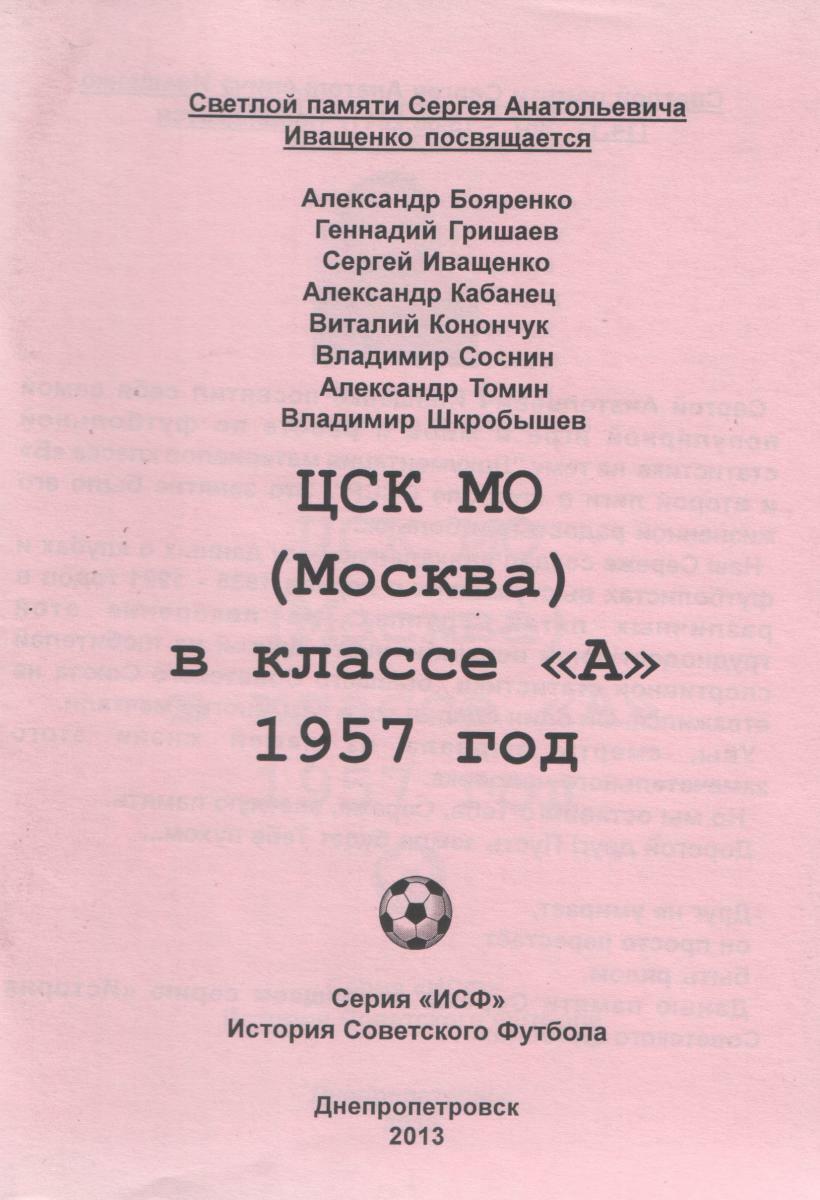 Светлой памяти Сергея Анатольевича
Иващенко посвящается
Александр Бояренко
Геннадий Гришаев
Сергей Иващенко
Александр Кабанец
Виталий Конончук
Владимир Соснин
Александр Томин
Владимир Шкробышев
ЦСК МО
(Москва)
в классе «А»
1957 год
Серия «ИСФ»
История Советского Футбола
Днепропетровск
2013